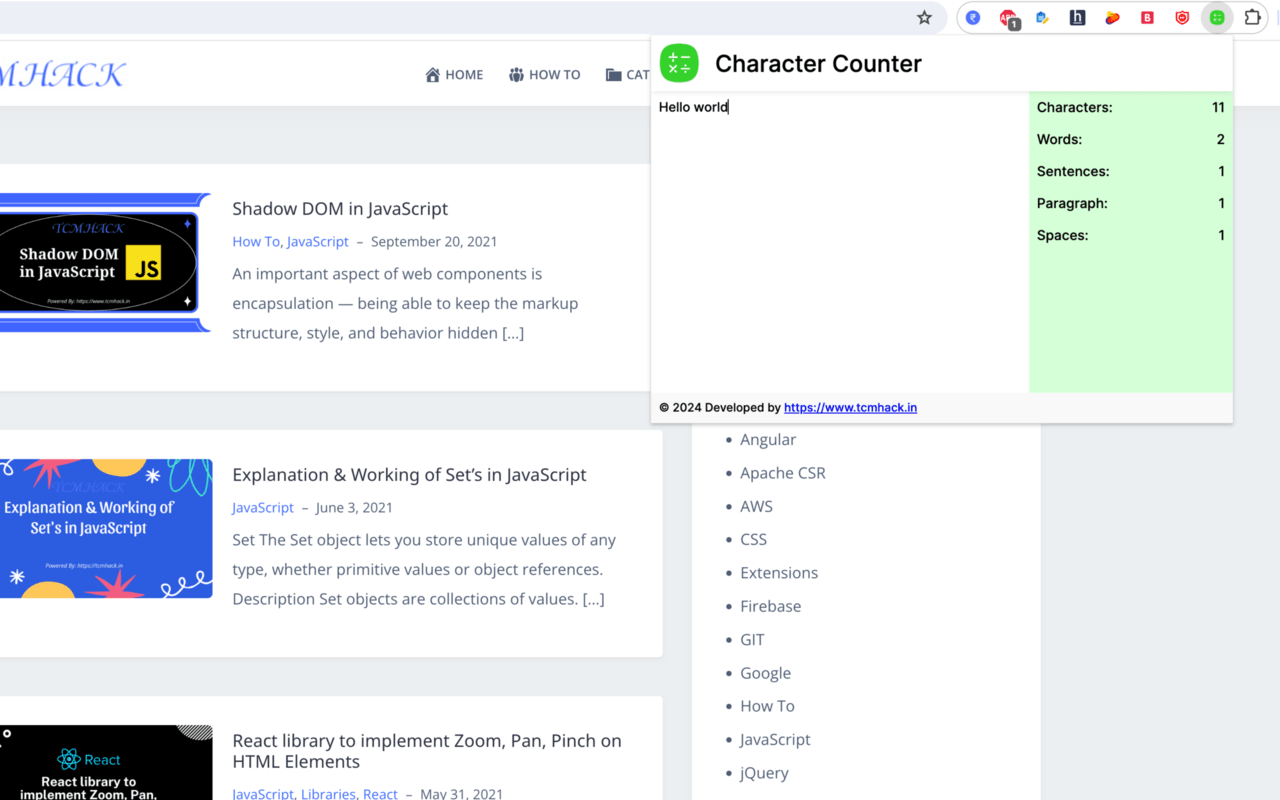 MHACK
HOME
HOW TO
CAT
ABP
1
h
B
Character Counter
Hello world
Characters: 11
Words: 2
Sentences: 1
Paragraph: 1
Spaces: 1
© 2024 Developed by https://www.tcmhack.in
TCMHACK
Shadow DOM
in JavaScript
JS
Powered By: https://www.tcmhack.in
Shadow DOM in JavaScript
How To, JavaScript – September 20, 2021
An important aspect of web components is
encapsulation — being able to keep the markup
structure, style, and behavior hidden [...]
TCMHACK
Explanation & Working of
Set's in JavaScript
Powered By: https://tcmhack.in
Explanation & Working of Set’s in JavaScript
JavaScript – June 3, 2021
Set The Set object lets you store unique values of any
type, whether primitive values or object references.
Description Set objects are collections of values. [...]
React
React library to
implement Zoom, Pan,
React library to implement Zoom, Pan, Pinch on
HTML Elements
JavaScript, Libraries, React – May 31, 2021
Angular
Apache CSR
AWS
CSS
Extensions
Firebase
GIT
Google
How To
JavaScript
jQuery